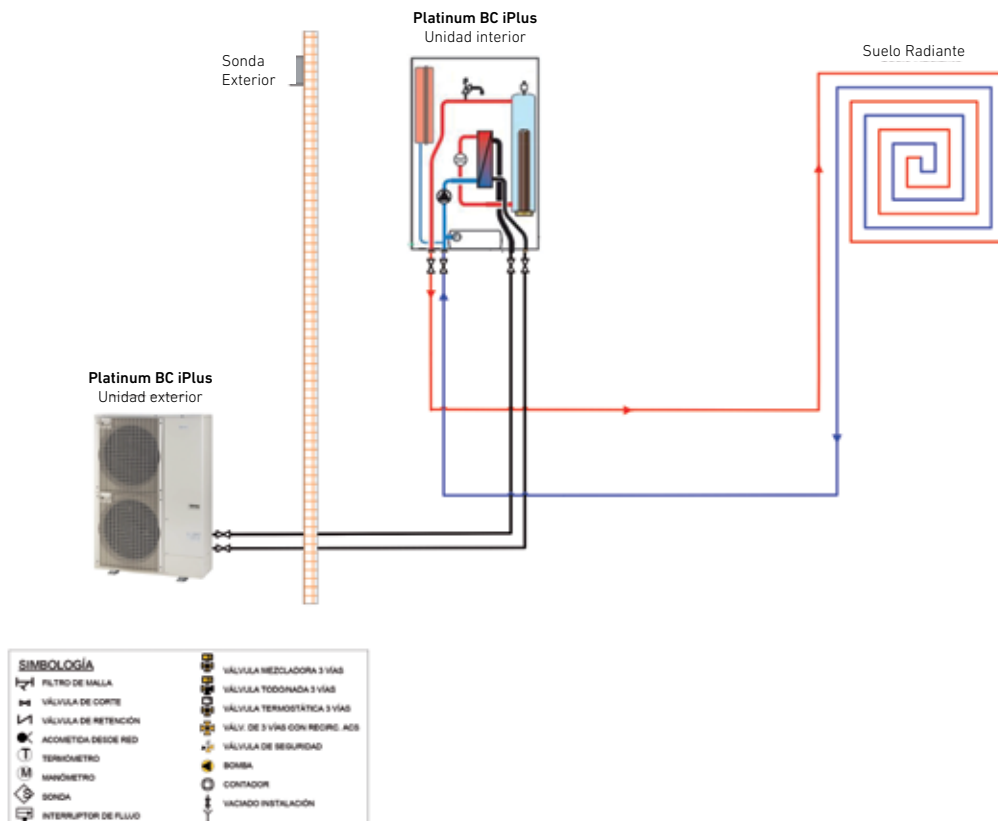 Platinum BC iPlus
Unidad interior
Sonda
Exterior
Suelo Radiante
Platinum BC iPlus
Unidad exterior
SIMBOLOGÍA
FILTRO DE MALLA
VÁLVULA DE CORTE
VÁLVULA DE RETENCIÓN
ACOMETIDA DESDE RED
T TERMÓMETRO
M MANÓMETRO
S SONDA
INTERRUPTOR DE FLUJO
VÁLVULA MEZCLADORA 3 VÍAS
VÁLVULA TODO/NADA 3 VÍAS
VÁLVULA TERMOSTÁTICA 3 VÍAS
VÁLV. DE 3 VÍAS CON RECIRC. ACS
VÁLVULA DE SEGURIDAD
BOMBA
CONTADOR
VACIADO INSTALACIÓN